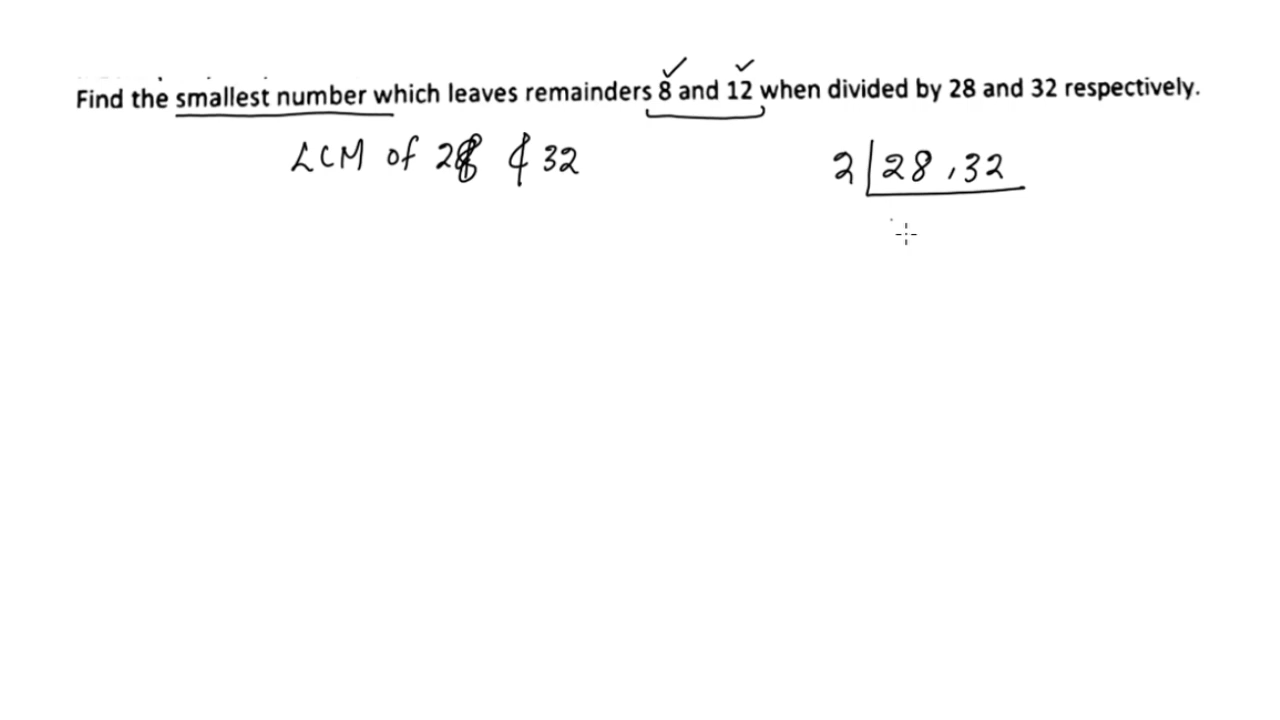 Find the smallest number which leaves remainders 8 and 12 when divided by 28 and 32 respectively.
LCM of 28 & 32
2 | 28 , 32